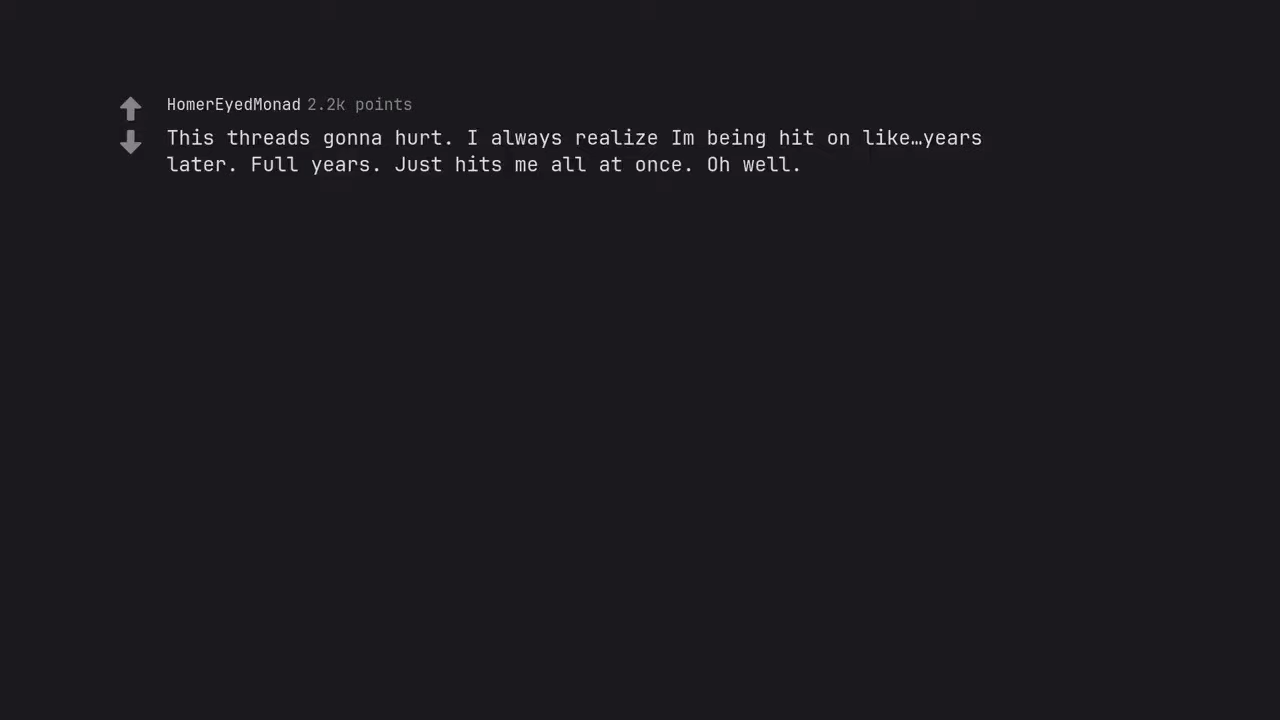 HomerEyedMonad 2.2k points
This threads gonna hurt. I always realize Im being hit on like…years
later. Full years. Just hits me all at once. Oh well.